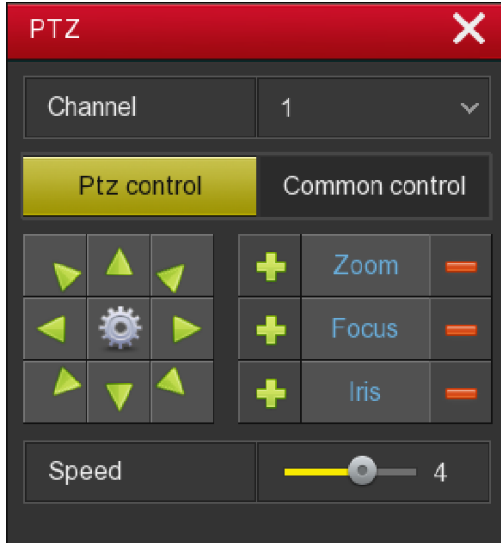 PTZ
Channel 1
Ptz control Common control
Zoom
Focus
Iris
Speed 4